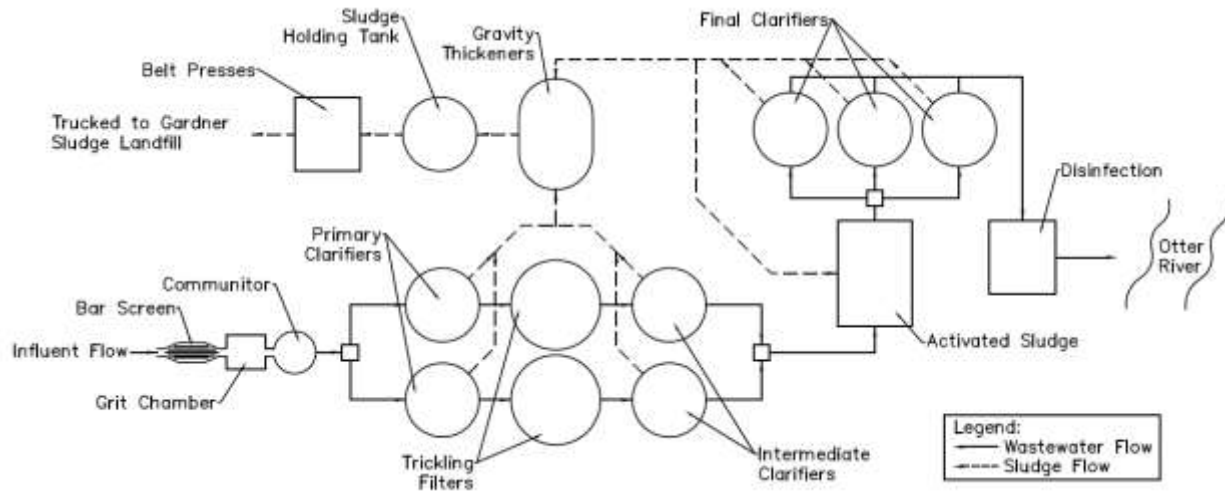 Sludge
Holding Tank
Gravity
Thickeners
Final Clarifiers
Belt Presses
Trucked to Gardner
Sludge Landfill
Disinfection
Primary
Clarifiers
Otter
River
Communitor
Bar Screen
Influent Flow
Activated Sludge
Grit Chamber
Trickling
Filters
Intermediate
Clarifiers
Legend:
Wastewater Flow
Sludge Flow